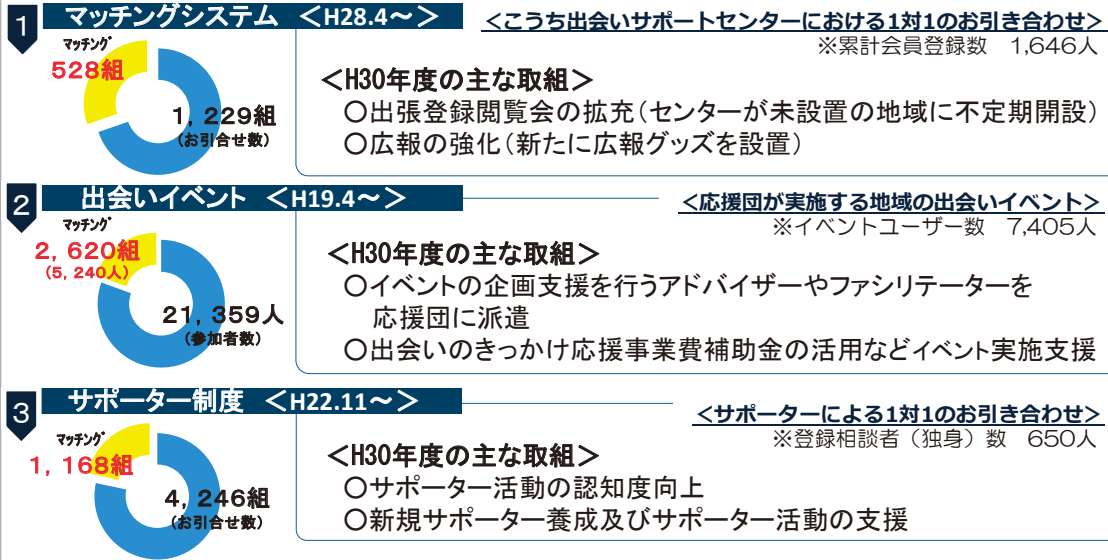 1
マッチングシステム <H28.4～>
<こうち出会いサポートセンターにおける1対1のお引き合わせ>
※累計会員登録数 1,646人
マッチング
528組
1,229組
(お引合せ数)
<H30年度の主な取組>
○出張登録閲覧会の拡充(センターが未設置の地域に不定期開設)
○広報の強化(新たに広報グッズを設置)
2
出会いイベント <H19.4～>
<応援団が実施する地域の出会いイベント>
※イベントユーザー数 7,405人
マッチング
2,620組
(5,240人)
21,359人
(参加者数)
<H30年度の主な取組>
○イベントの企画支援を行うアドバイザーやファシリテーターを
応援団に派遣
○出会いのきっかけ応援事業費補助金の活用などイベント実施支援
3
サポーター制度 <H22.11～>
<サポーターによる1対1のお引き合わせ>
※登録相談者（独身）数 650人
マッチング
1,168組
4,246組
(お引合せ数)
<H30年度の主な取組>
○サポーター活動の認知度向上
○新規サポーター養成及びサポーター活動の支援